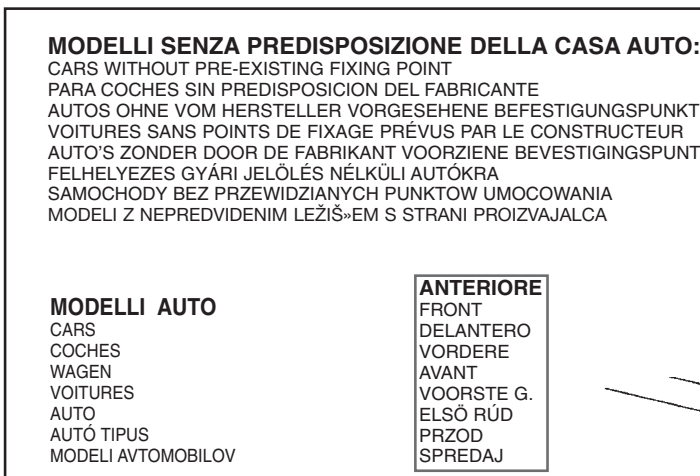 MODELLI SENZA PREDISPOSIZIONE DELLA CASA AUTO:
CARS WITHOUT PRE-EXISTING FIXING POINT
PARA COCHES SIN PREDISPOSICION DEL FABRICANTE
AUTOS OHNE VOM HERSTELLER VORGESEHENE BEFESTIGUNGSPUNKT
VOITURES SANS POINTS DE FIXAGE PRÉVUS PAR LE CONSTRUCTEUR
AUTO'S ZONDER DOOR DE FABRIKANT VOORZIENE BEVESTIGINGSPUNT
FELHELYEZES GYÁRI JELÖLÉS NÉLKÜLI AUTÓKRA
SAMOCHODY BEZ PRZEWIDZIANYCH PUNKTOW UMOCOWANIA
MODELI Z NEPREDVIDENIM LEŽIŠ»EM S STRANI PROIZVAJALCA
MODELLI AUTO
CARS
COCHES
WAGEN
VOITURES
AUTO
AUTÓ TIPUS
MODELI AVTOMOBILOV
ANTERIORE
FRONT
DELANTERO
VORDERE
AVANT
VOORSTE G.
ELSÖ RÚD
PRZOD
SPREDAJ